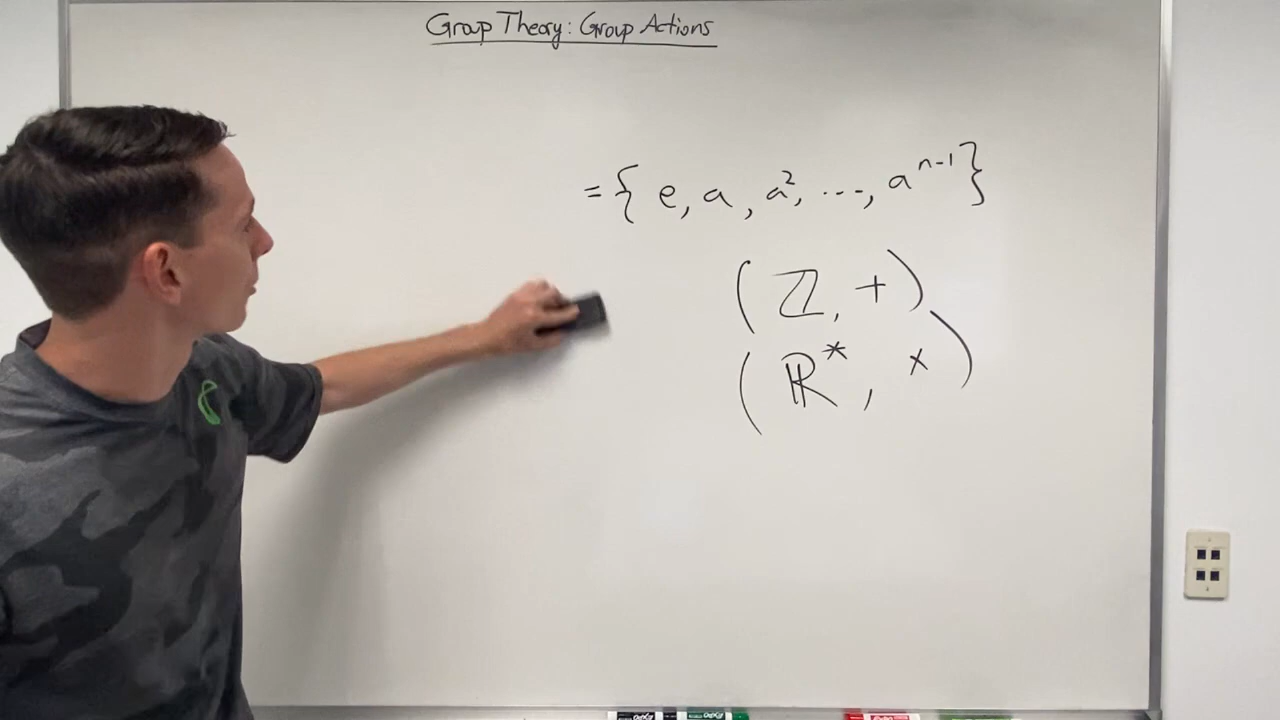 Group Theory: Group Actions
= { e, a, a², ..., aⁿ⁻¹ }
( ℤ, + )
( ℝ*, × )